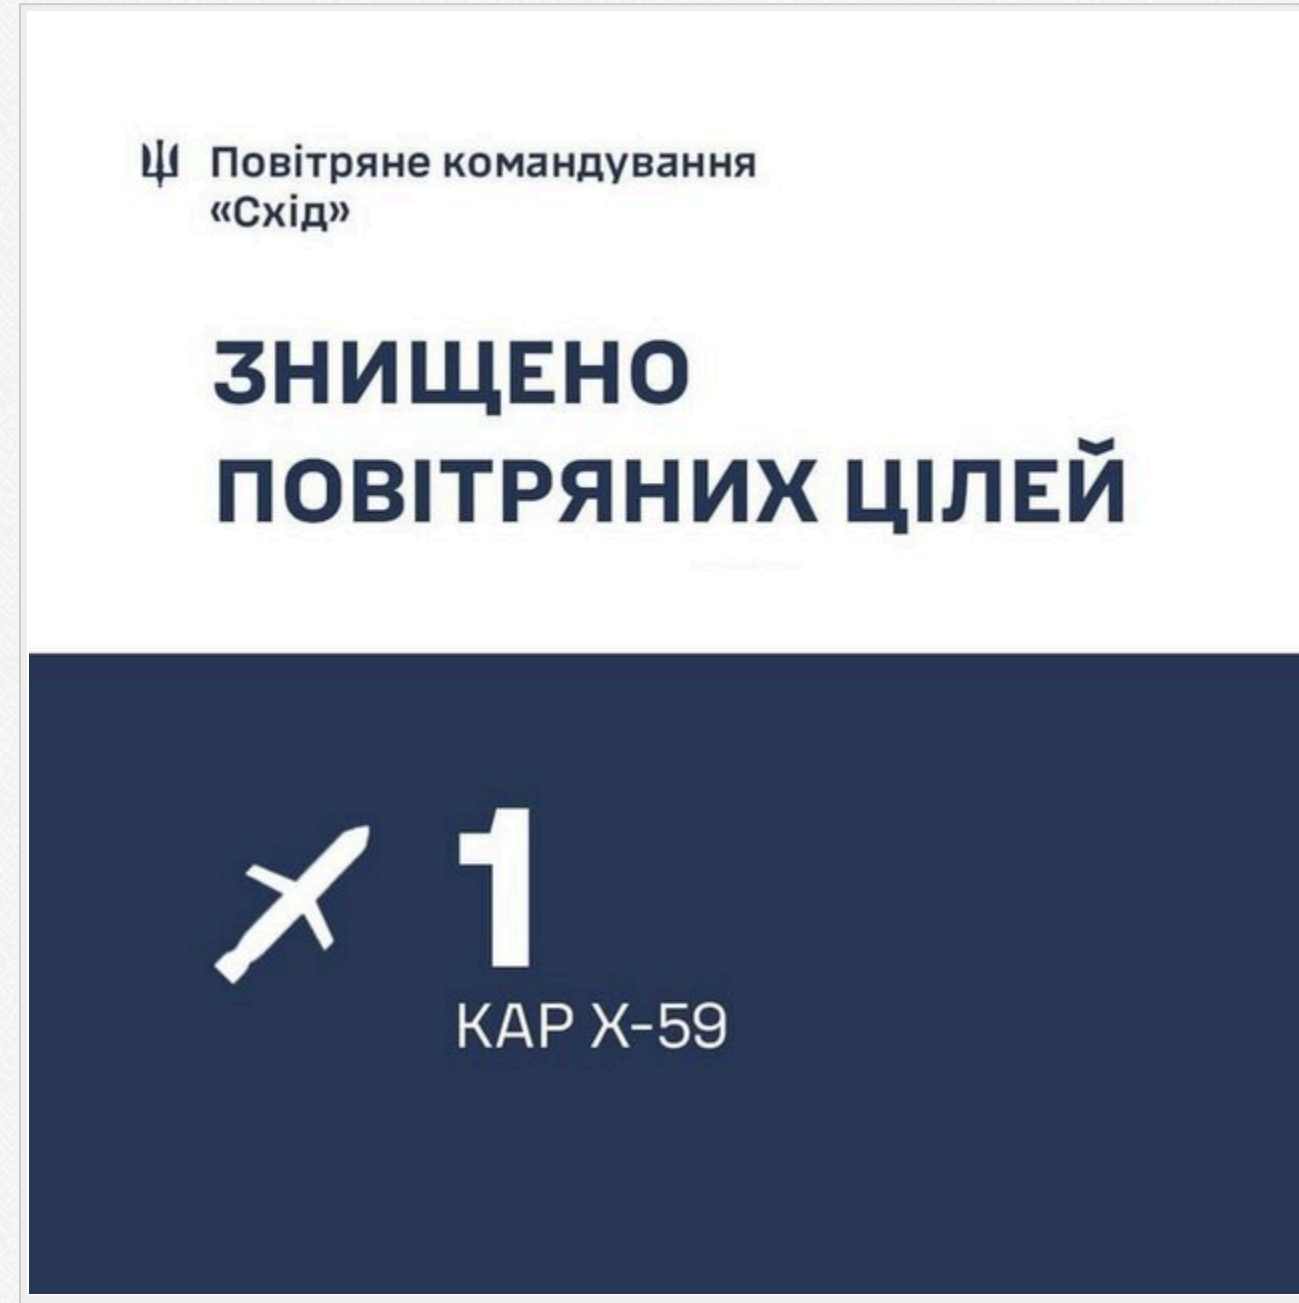 Повітряне командування
«Схід»
ЗНИЩЕНО
ПОВІТРЯНИХ ЦІЛЕЙ
1
КАР Х-59